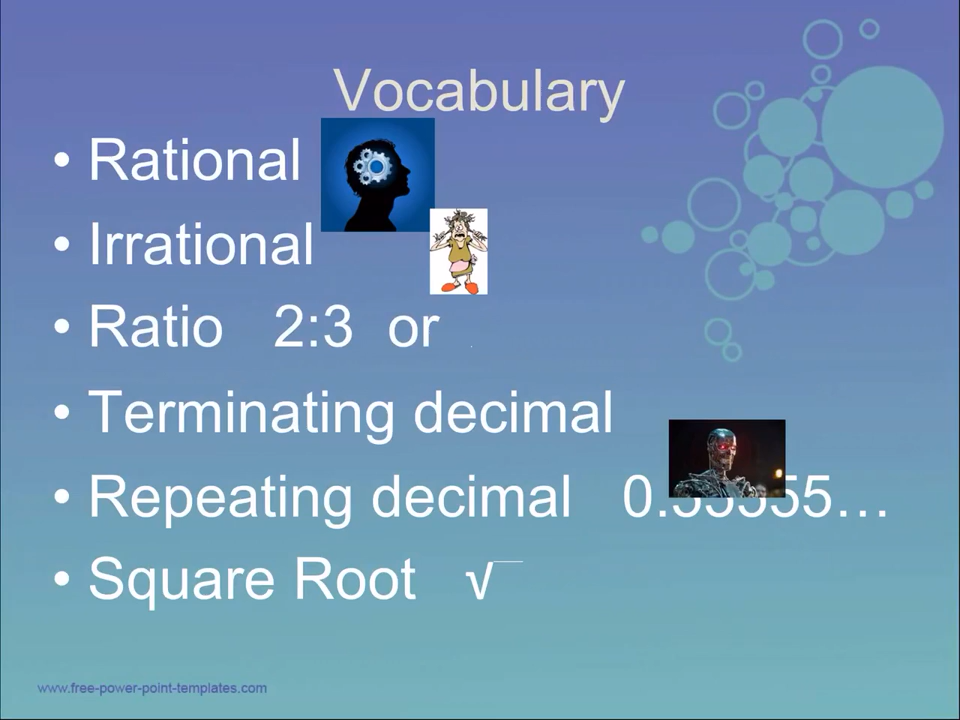 Vocabulary
• Rational
• Irrational
• Ratio 2:3 or
• Terminating decimal
• Repeating decimal 0.55555…
• Square Root √
www.free-power-point-templates.com